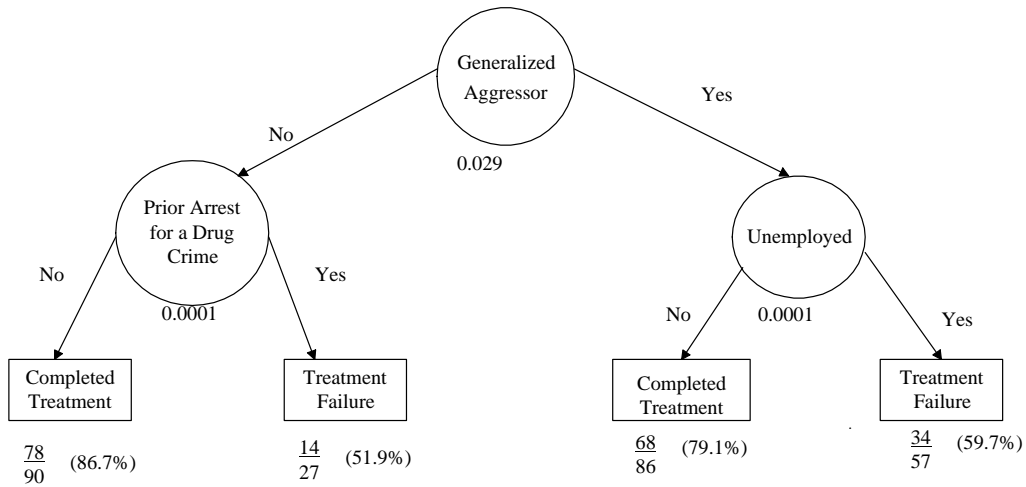 Generalized
Aggressor
Yes
No
0.029
Prior Arrest
for a Drug
Crime
Unemployed
No
Yes
0.0001
0.0001
No
Yes
Completed
Treatment
Treatment
Failure
Completed
Treatment
Treatment
Failure
78
90
(86.7%)
14
27
(51.9%)
68
86
(79.1%)
34
57
(59.7%)